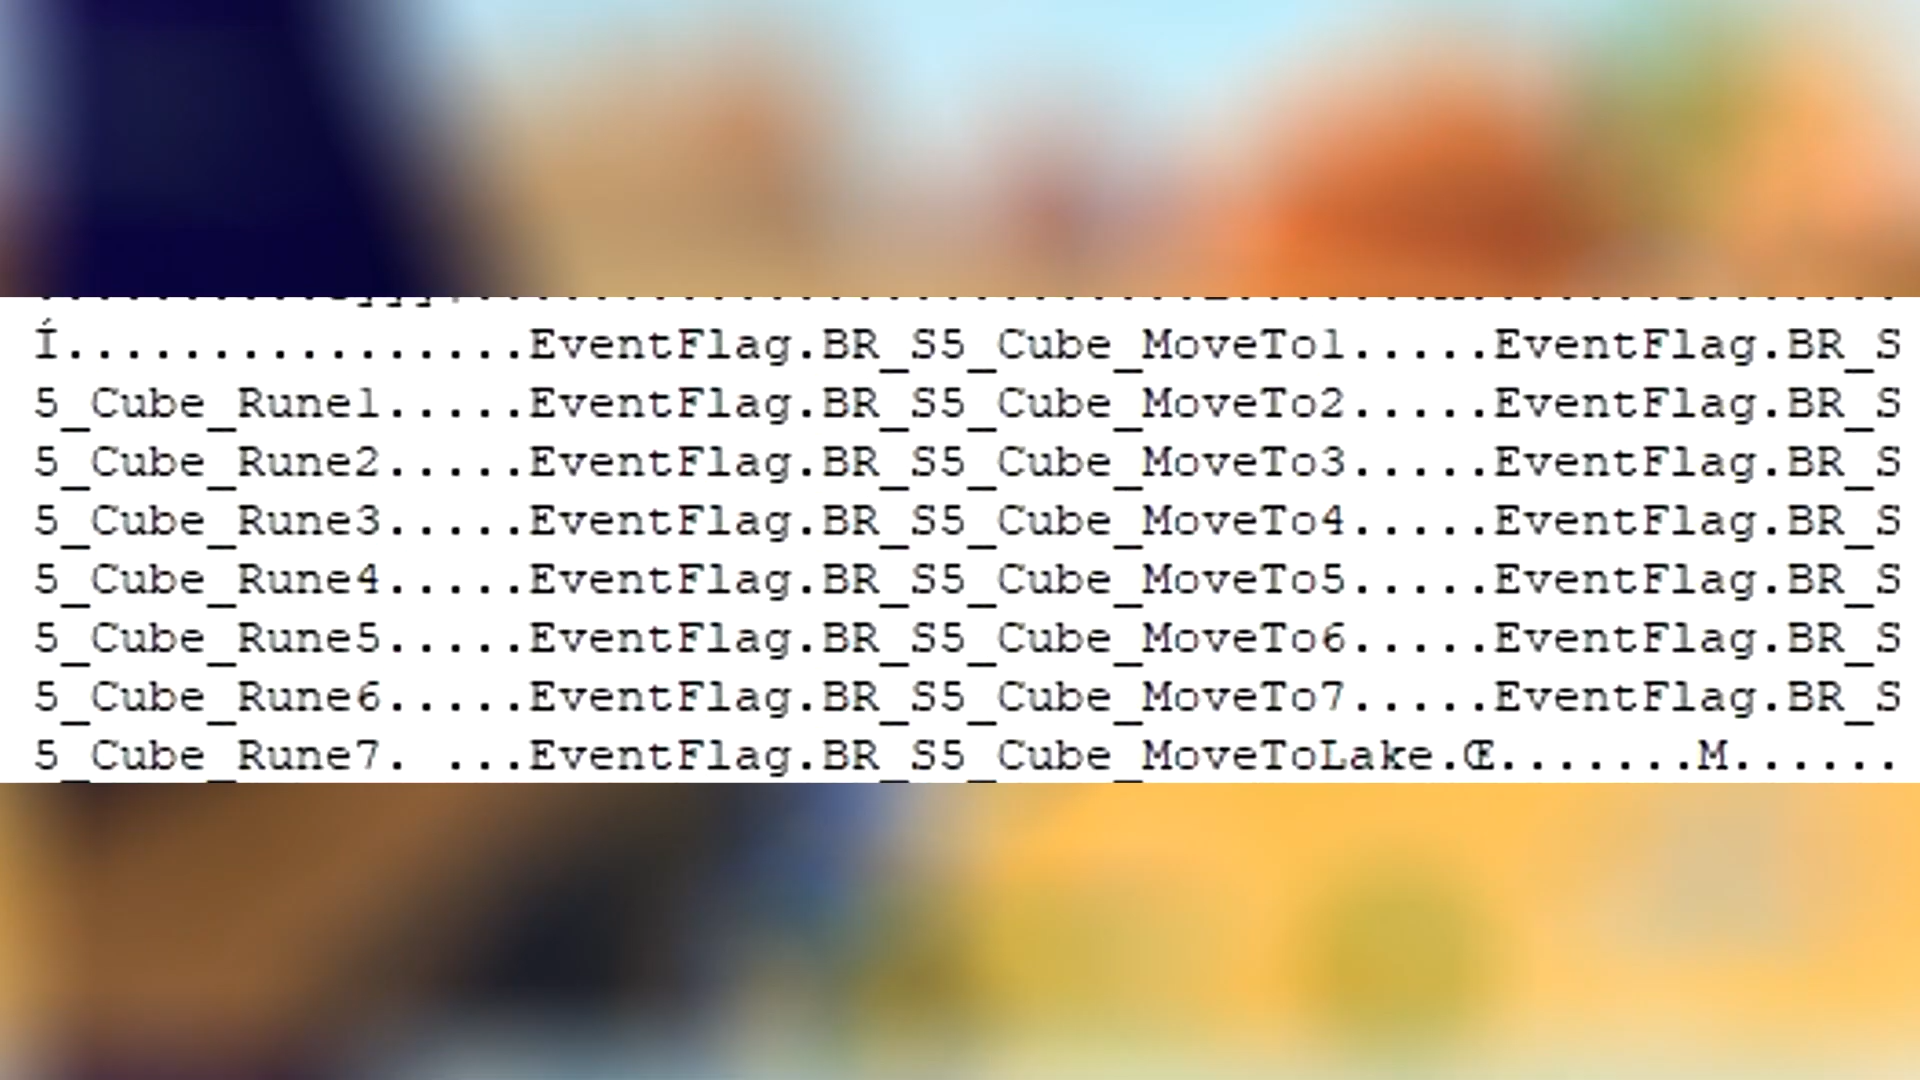 Í................EventFlag.BR_S5_Cube_MoveTo1.....EventFlag.BR_S
5_Cube_Rune1.....EventFlag.BR_S5_Cube_MoveTo2.....EventFlag.BR_S
5_Cube_Rune2.....EventFlag.BR_S5_Cube_MoveTo3.....EventFlag.BR_S
5_Cube_Rune3.....EventFlag.BR_S5_Cube_MoveTo4.....EventFlag.BR_S
5_Cube_Rune4.....EventFlag.BR_S5_Cube_MoveTo5.....EventFlag.BR_S
5_Cube_Rune5.....EventFlag.BR_S5_Cube_MoveTo6.....EventFlag.BR_S
5_Cube_Rune6.....EventFlag.BR_S5_Cube_MoveTo7.....EventFlag.BR_S
5_Cube_Rune7. ...EventFlag.BR_S5_Cube_MoveToLake.Œ.......M......